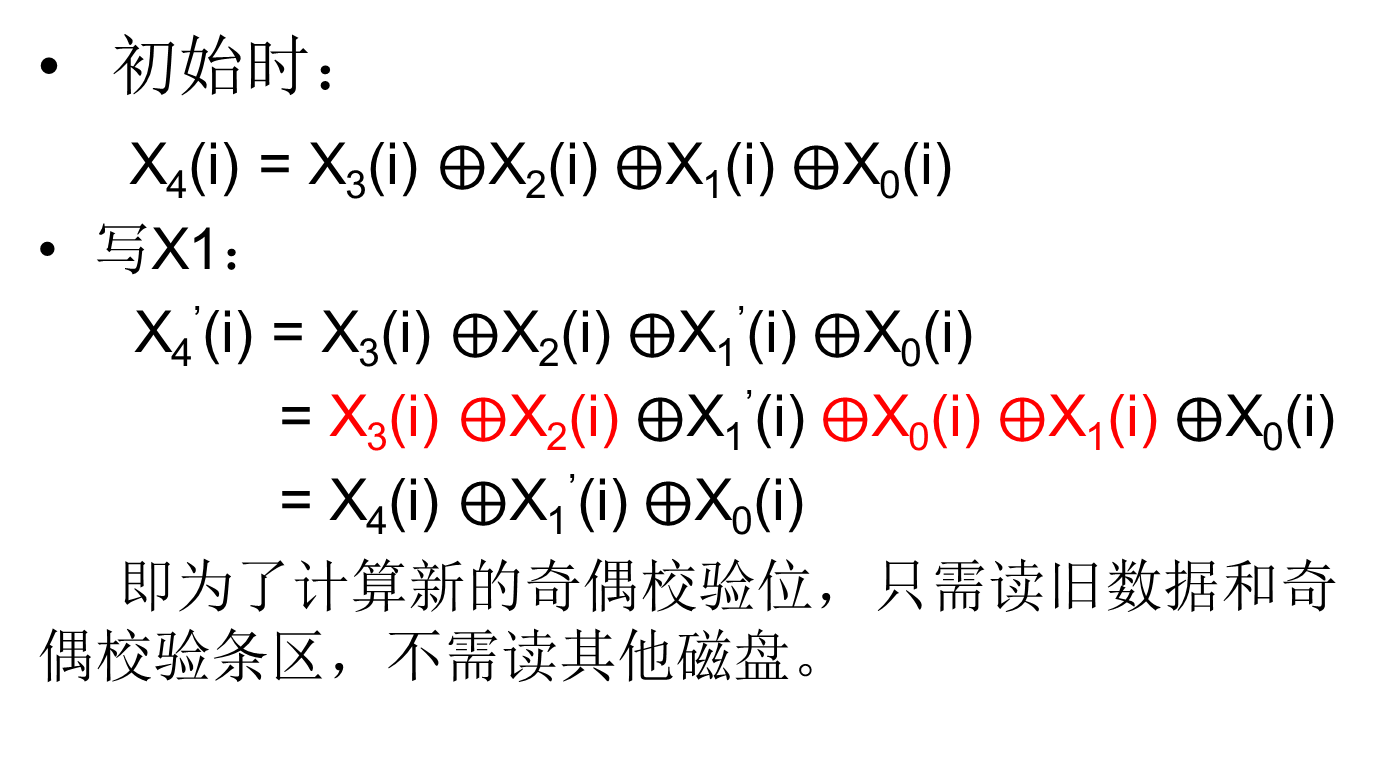 • 初始时：
X₄(i) = X₃(i) ⊕X₂(i) ⊕X₁(i) ⊕X₀(i)
• 写X1：
X₄’(i) = X₃(i) ⊕X₂(i) ⊕X₁’(i) ⊕X₀(i)
= X₃(i) ⊕X₂(i) ⊕X₁’(i) ⊕X₀(i) ⊕X₁(i) ⊕X₀(i)
= X₄(i) ⊕X₁’(i) ⊕X₀(i)
即为了计算新的奇偶校验位，只需读旧数据和奇
偶校验条区，不需读其他磁盘。